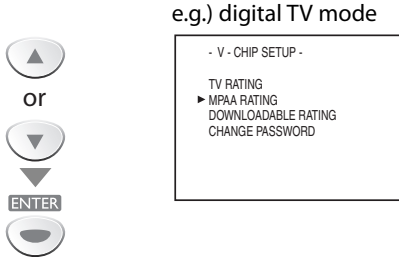 e.g.) digital TV mode
or
ENTER
- V - CHIP SETUP -
TV RATING
MPAA RATING
DOWNLOADABLE RATING
CHANGE PASSWORD